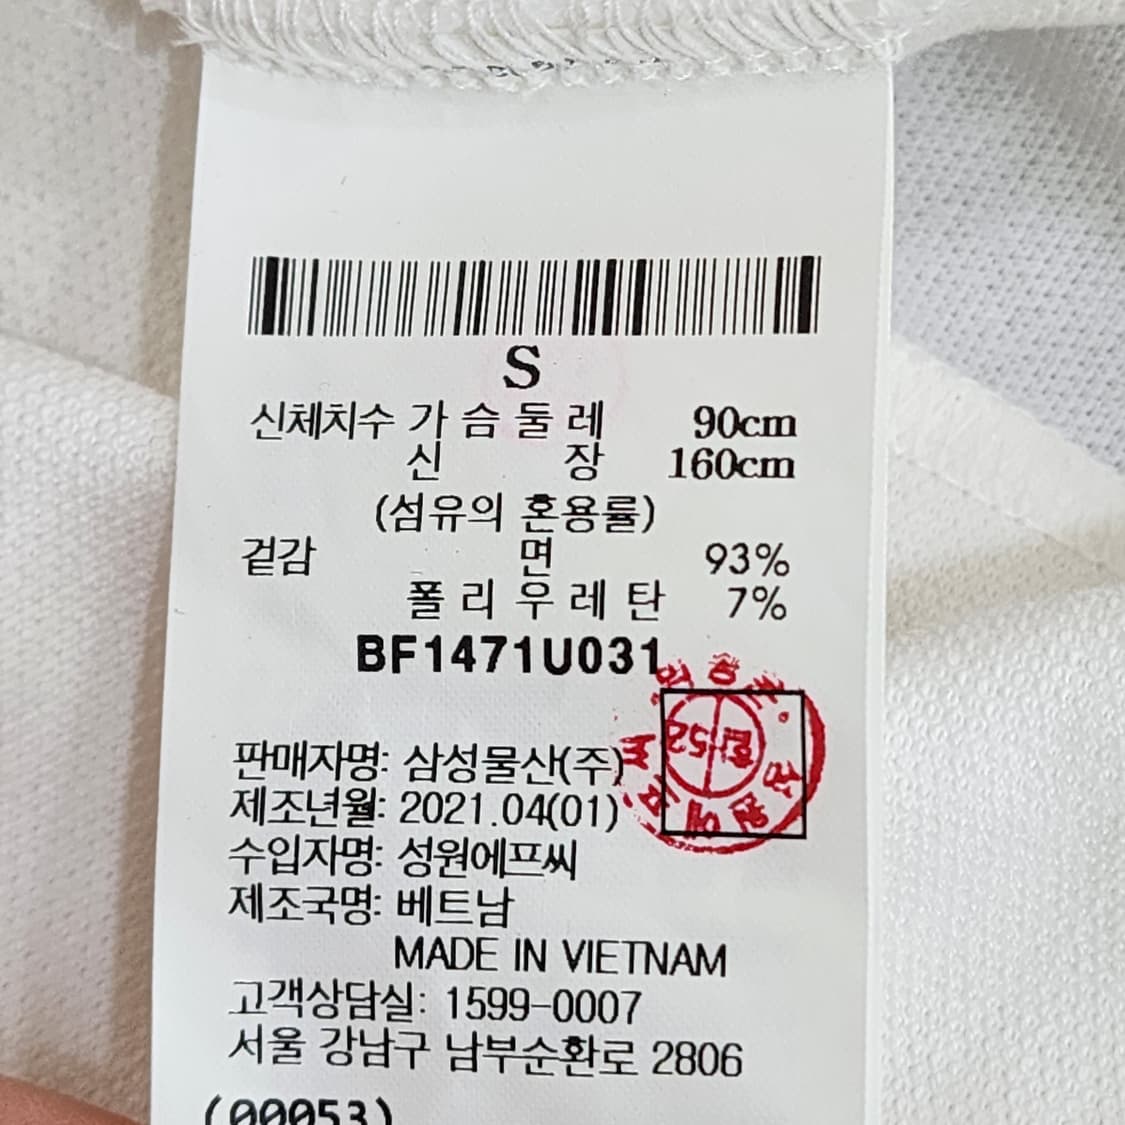 S
신체치수 가슴둘레 90cm
신장 160cm
(섬유의 혼용률)
겉감 면 93%
폴리우레탄 7%
BF1471U031
판매자명: 삼성물산(주)
제조년월: 2021.04(01)
수입자명: 성원에프씨
제조국명: 베트남
MADE IN VIETNAM
고객상담실: 1599-0007
서울 강남구 남부순환로 2806
(00053)